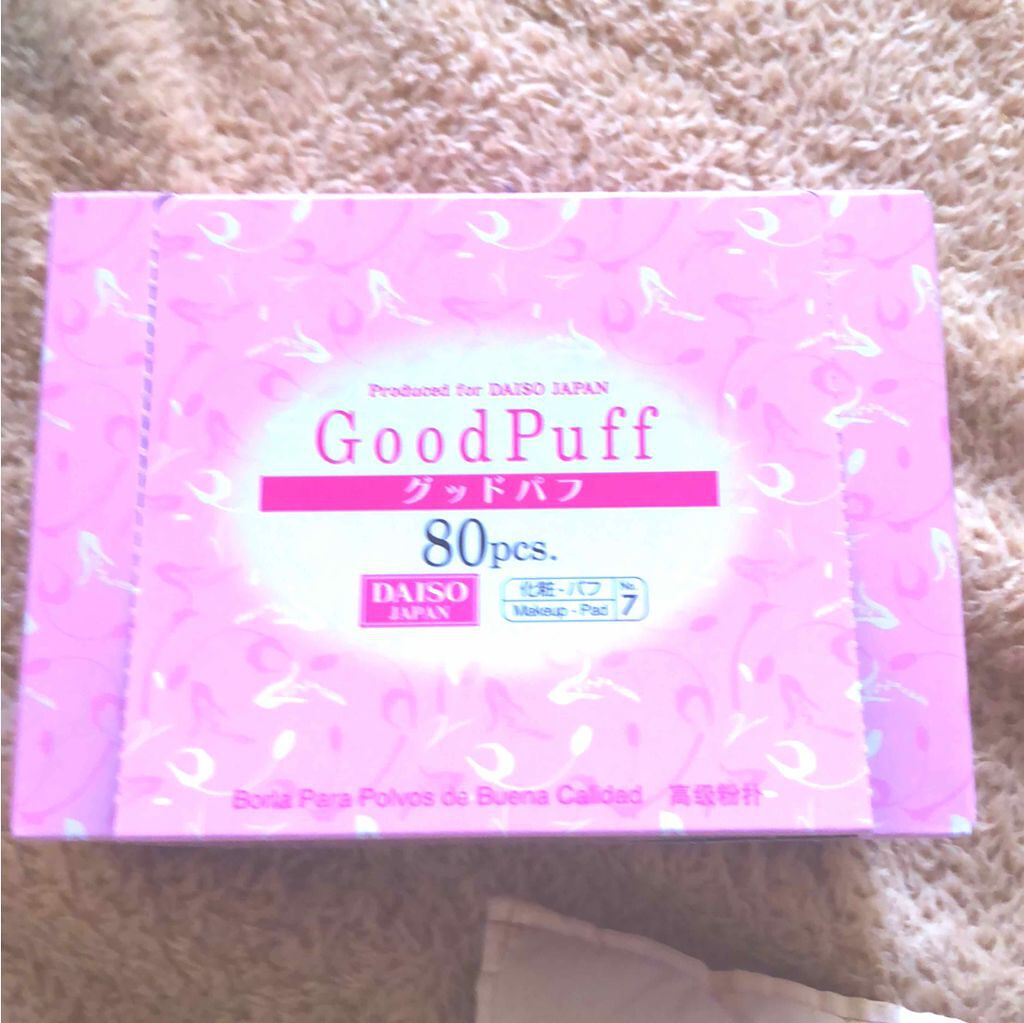 Produced for DAISO JAPAN
GoodPuff
グッドパフ
80pcs.
DAISO
JAPAN
化粧-パフ
Makeup-Pad
No.
7
Borla Para Polvos de Buena Calidad 高级粉扑